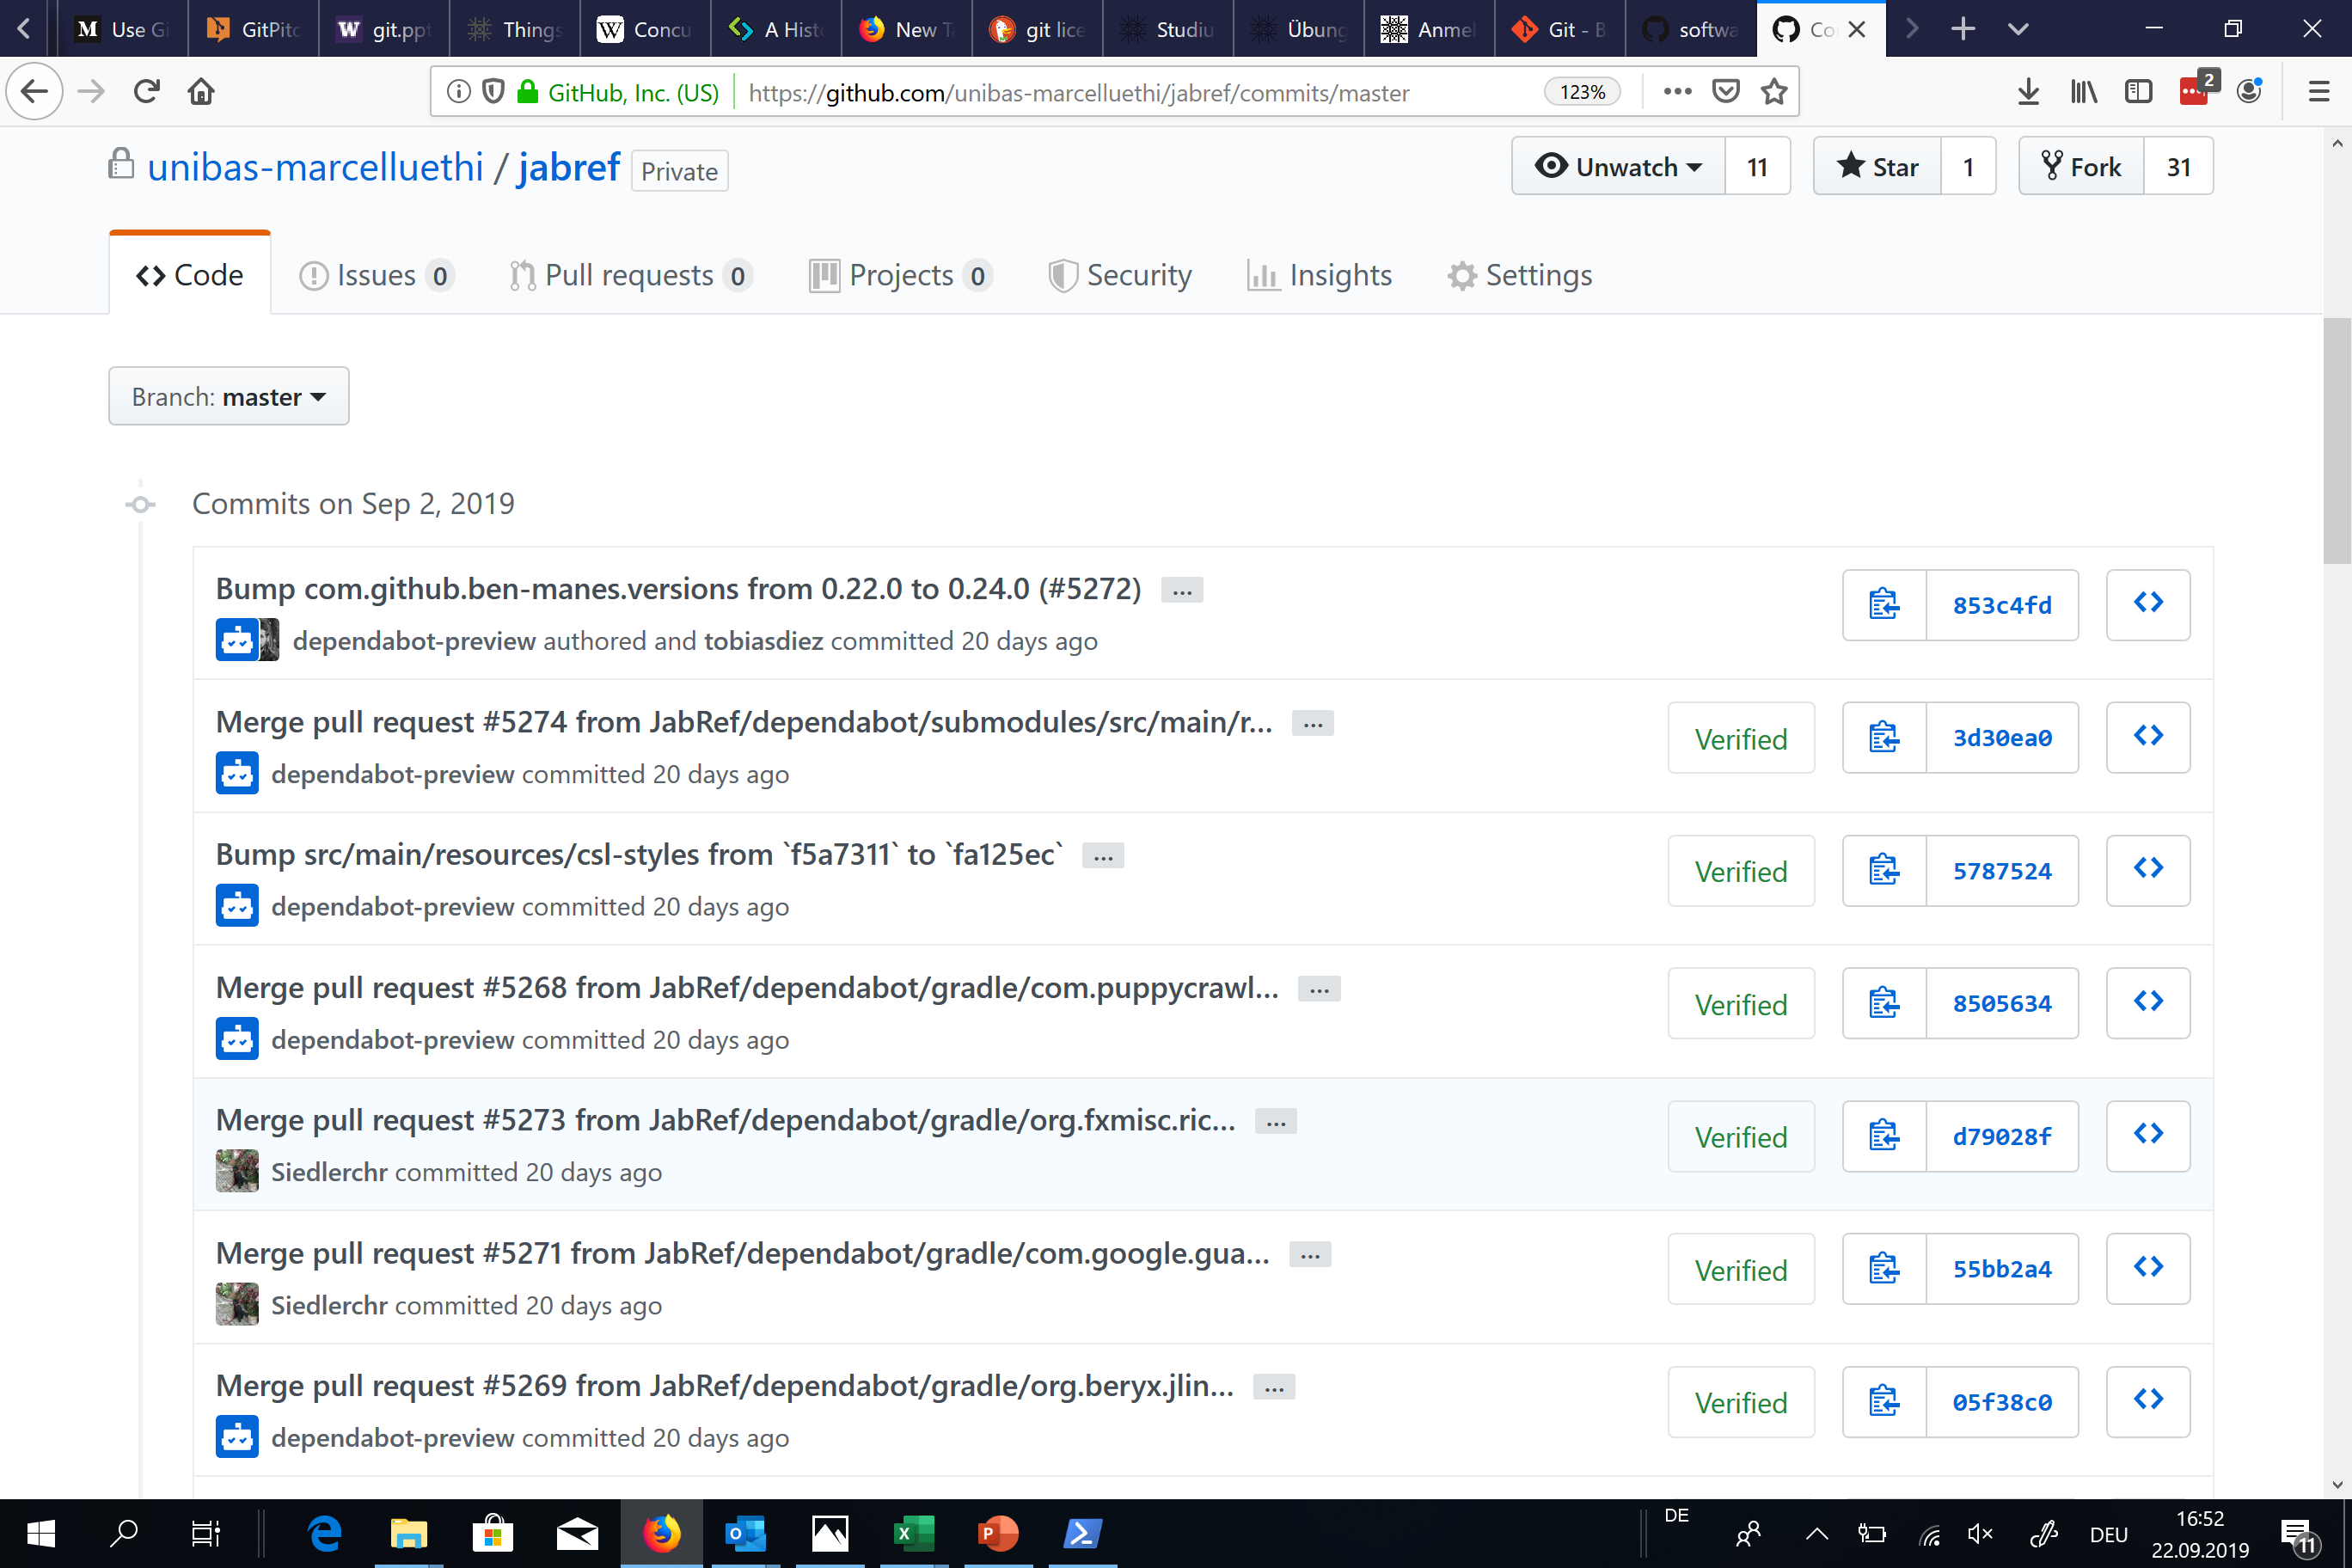 M Use Gi GitPitc W git.ppt Things W Concu A Histo New Ta git lice Studiu Übung Anmel Git - B softwa Co
GitHub, Inc. (US) https://github.com/unibas-marcelluethi/jabref/commits/master 123% 2
unibas-marcelluethi / jabref Private Unwatch 11 Star 1 Fork 31
Code Issues 0 Pull requests 0 Projects 0 Security Insights Settings
Branch: master
Commits on Sep 2, 2019
Bump com.github.ben-manes.versions from 0.22.0 to 0.24.0 (#5272) ... 853c4fd
dependabot-preview authored and tobiasdiez committed 20 days ago
Merge pull request #5274 from JabRef/dependabot/submodules/src/main/r... ... Verified 3d30ea0
dependabot-preview committed 20 days ago
Bump src/main/resources/csl-styles from `f5a7311` to `fa125ec` ... Verified 5787524
dependabot-preview committed 20 days ago
Merge pull request #5268 from JabRef/dependabot/gradle/com.puppycrawl... ... Verified 8505634
dependabot-preview committed 20 days ago
Merge pull request #5273 from JabRef/dependabot/gradle/org.fxmisc.ric... ... Verified d79028f
Siedlerchr committed 20 days ago
Merge pull request #5271 from JabRef/dependabot/gradle/com.google.gua... ... Verified 55bb2a4
Siedlerchr committed 20 days ago
Merge pull request #5269 from JabRef/dependabot/gradle/org.beryx.jlin... ... Verified 05f38c0
dependabot-preview committed 20 days ago
DE DEU 16:52
22.09.2019 11